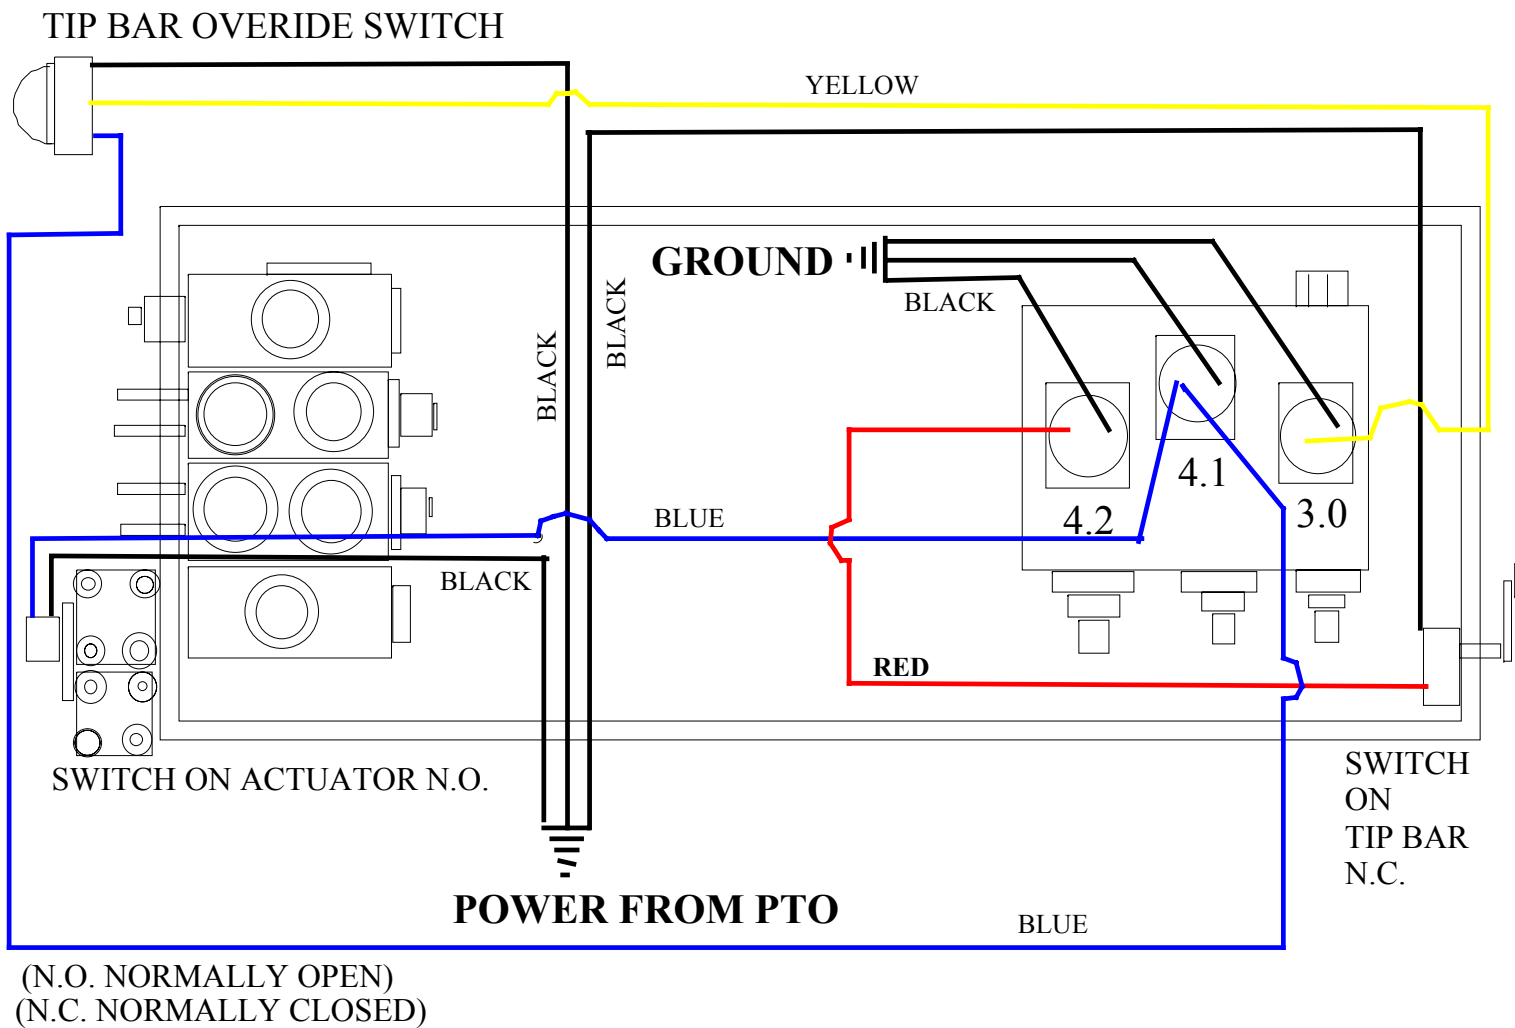 TIP BAR OVERIDE SWITCH
YELLOW
GROUND
BLACK
BLACK
BLACK
4.1
4.2
3.0
BLUE
BLACK
RED
SWITCH ON ACTUATOR N.O.
SWITCH
ON
TIP BAR
N.C.
POWER FROM PTO
BLUE
(N.O. NORMALLY OPEN)
(N.C. NORMALLY CLOSED)